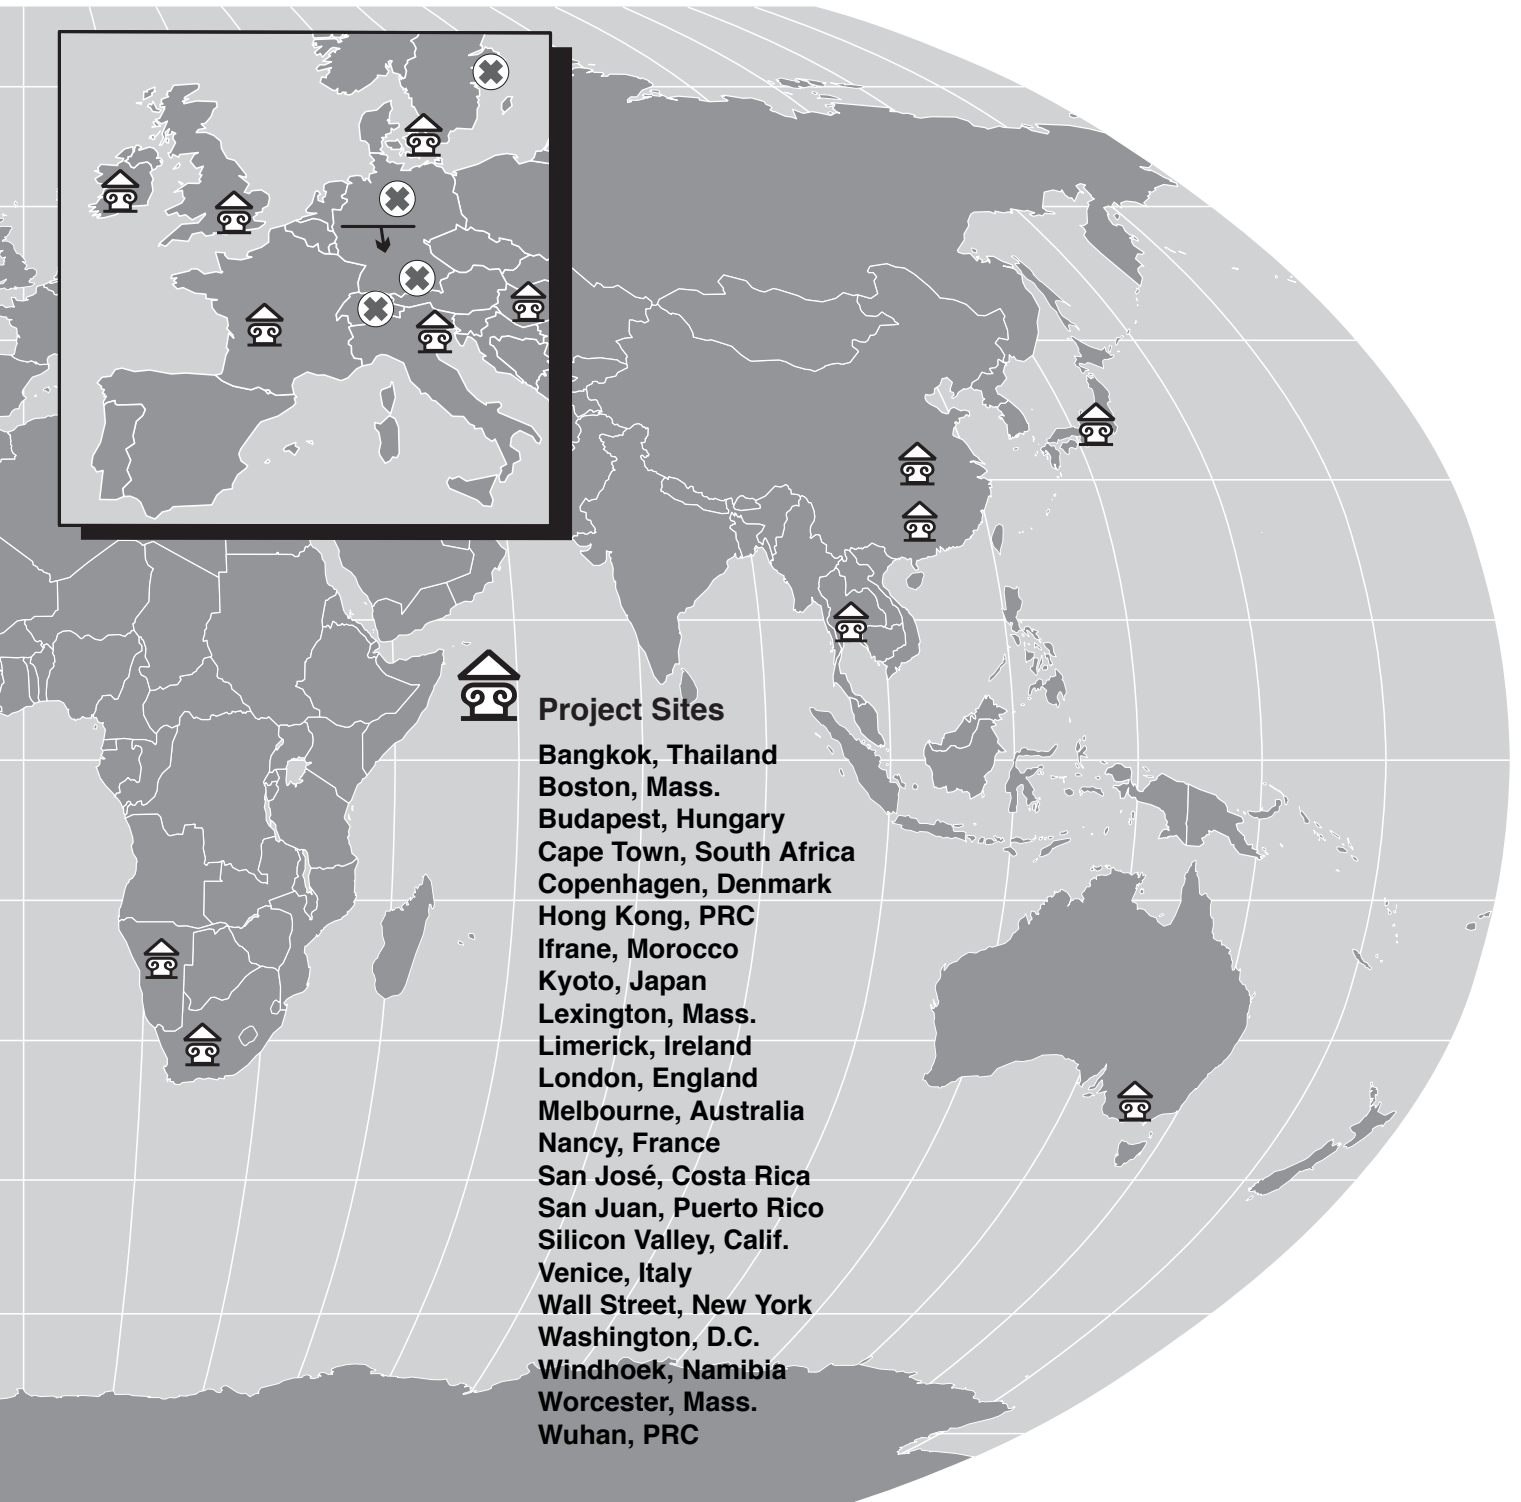 Project Sites
Bangkok, Thailand
Boston, Mass.
Budapest, Hungary
Cape Town, South Africa
Copenhagen, Denmark
Hong Kong, PRC
Ifrane, Morocco
Kyoto, Japan
Lexington, Mass.
Limerick, Ireland
London, England
Melbourne, Australia
Nancy, France
San José, Costa Rica
San Juan, Puerto Rico
Silicon Valley, Calif.
Venice, Italy
Wall Street, New York
Washington, D.C.
Windhoek, Namibia
Worcester, Mass.
Wuhan, PRC